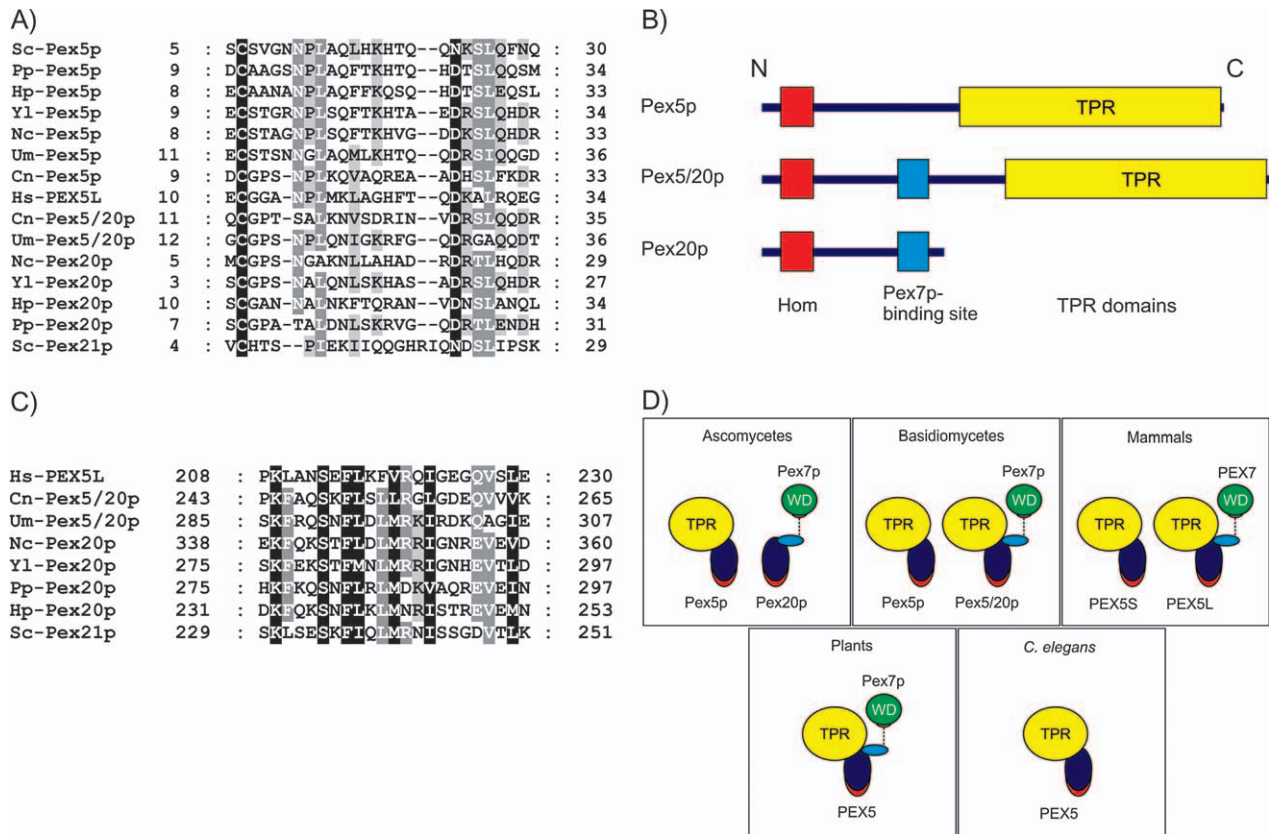 A)
Sc-Pex5p 5 : SCSVGNNPLAQLHKHTQ--QNKSLQFNQ : 30
Pp-Pex5p 9 : DCAAGSNPLAQFTKHTQ--HDTSLQQSM : 34
Hp-Pex5p 8 : ECAANANPLAQFFKQSQ--HDTSLEQSL : 33
Yl-Pex5p 9 : ECSTGRNPLSQFTKHTA--EDRSLQHDR : 34
Nc-Pex5p 8 : ECSTAGNPLSQFTKHVG--DDKSLQHDR : 33
Um-Pex5p 11 : ECSTSNNGLAQMLKHTQ--QDRSIQQGD : 36
Cn-Pex5p 9 : DCGPS-NPLKQVAQREA--ADHSLFKDR : 33
Hs-PEX5L 10 : ECGGA-NPLMKLAGHFT--QDKALRQEG : 34
Cn-Pex5/20p 11 : QCGPT-SALKNVSDRIN--VDRSLQQDR : 35
Um-Pex5/20p 12 : GCGPS-NPLQNIGKRFG--QDRGAQQDT : 36
Nc-Pex20p 5 : MCGPS-NGAKNLLAHAD--RDRTLHQDR : 29
Yl-Pex20p 3 : SCGPS-NALQNLSKHAS--ADRSLQHDR : 27
Hp-Pex20p 10 : SCGAN-NALNKFTQRAN--VDNSLANQL : 34
Pp-Pex20p 7 : SCGPA-TALDNLSKRVG--QDRTLENDH : 31
Sc-Pex21p 4 : VCHTS--PIEKIIQQGHRIQNDSLIPSK : 29
B)
N C
Pex5p TPR
Pex5/20p TPR
Pex20p
Hom Pex7p-binding site TPR domains
C)
Hs-PEX5L 208 : PKLANSEFLKFVRQIGEGQVSLE : 230
Cn-Pex5/20p 243 : PKFAQSKFLSLLRGLGDEQVVVK : 265
Um-Pex5/20p 285 : SKFRQSNFLDLMRKIRDKQAGIE : 307
Nc-Pex20p 338 : EKFQKSTFLDLMRRIGNREVEVD : 360
Yl-Pex20p 275 : SKFEKSTFMNLMRRIGNHEVTLD : 297
Pp-Pex20p 275 : HKFKQSNFLRLMDKVAQREVEIN : 297
Hp-Pex20p 231 : DKFQKSNFLKLMNRISTREVEMN : 253
Sc-Pex21p 229 : SKLSESKFIQLMRNISSGDVTLK : 251
D)
Ascomycetes
Pex7p
WD
TPR
Pex5p Pex20p
Basidiomycetes
Pex7p
WD
TPR TPR
Pex5p Pex5/20p
Mammals
PEX7
WD
TPR TPR
PEX5S PEX5L
Plants
Pex7p
WD
TPR
PEX5
C. elegans
TPR
PEX5